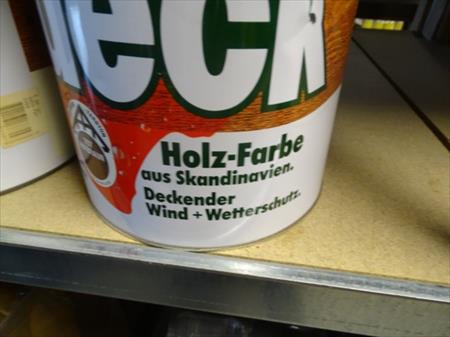 Holz-Farbe
aus Skandinavien.
Deckender
Wind + Wetterschutz.